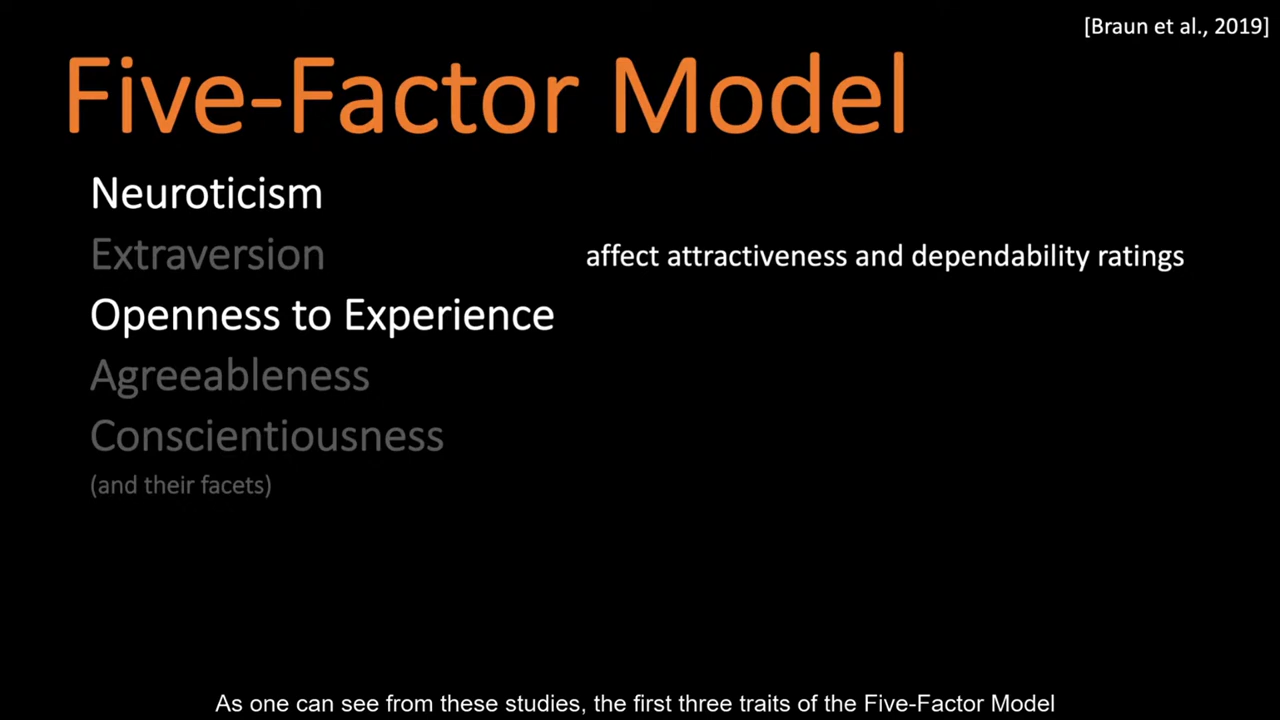 [Braun et al., 2019]
Five-Factor Model
Neuroticism
Extraversion
affect attractiveness and dependability ratings
Openness to Experience
Agreeableness
Conscientiousness
(and their facets)
As one can see from these studies, the first three traits of the Five-Factor Model